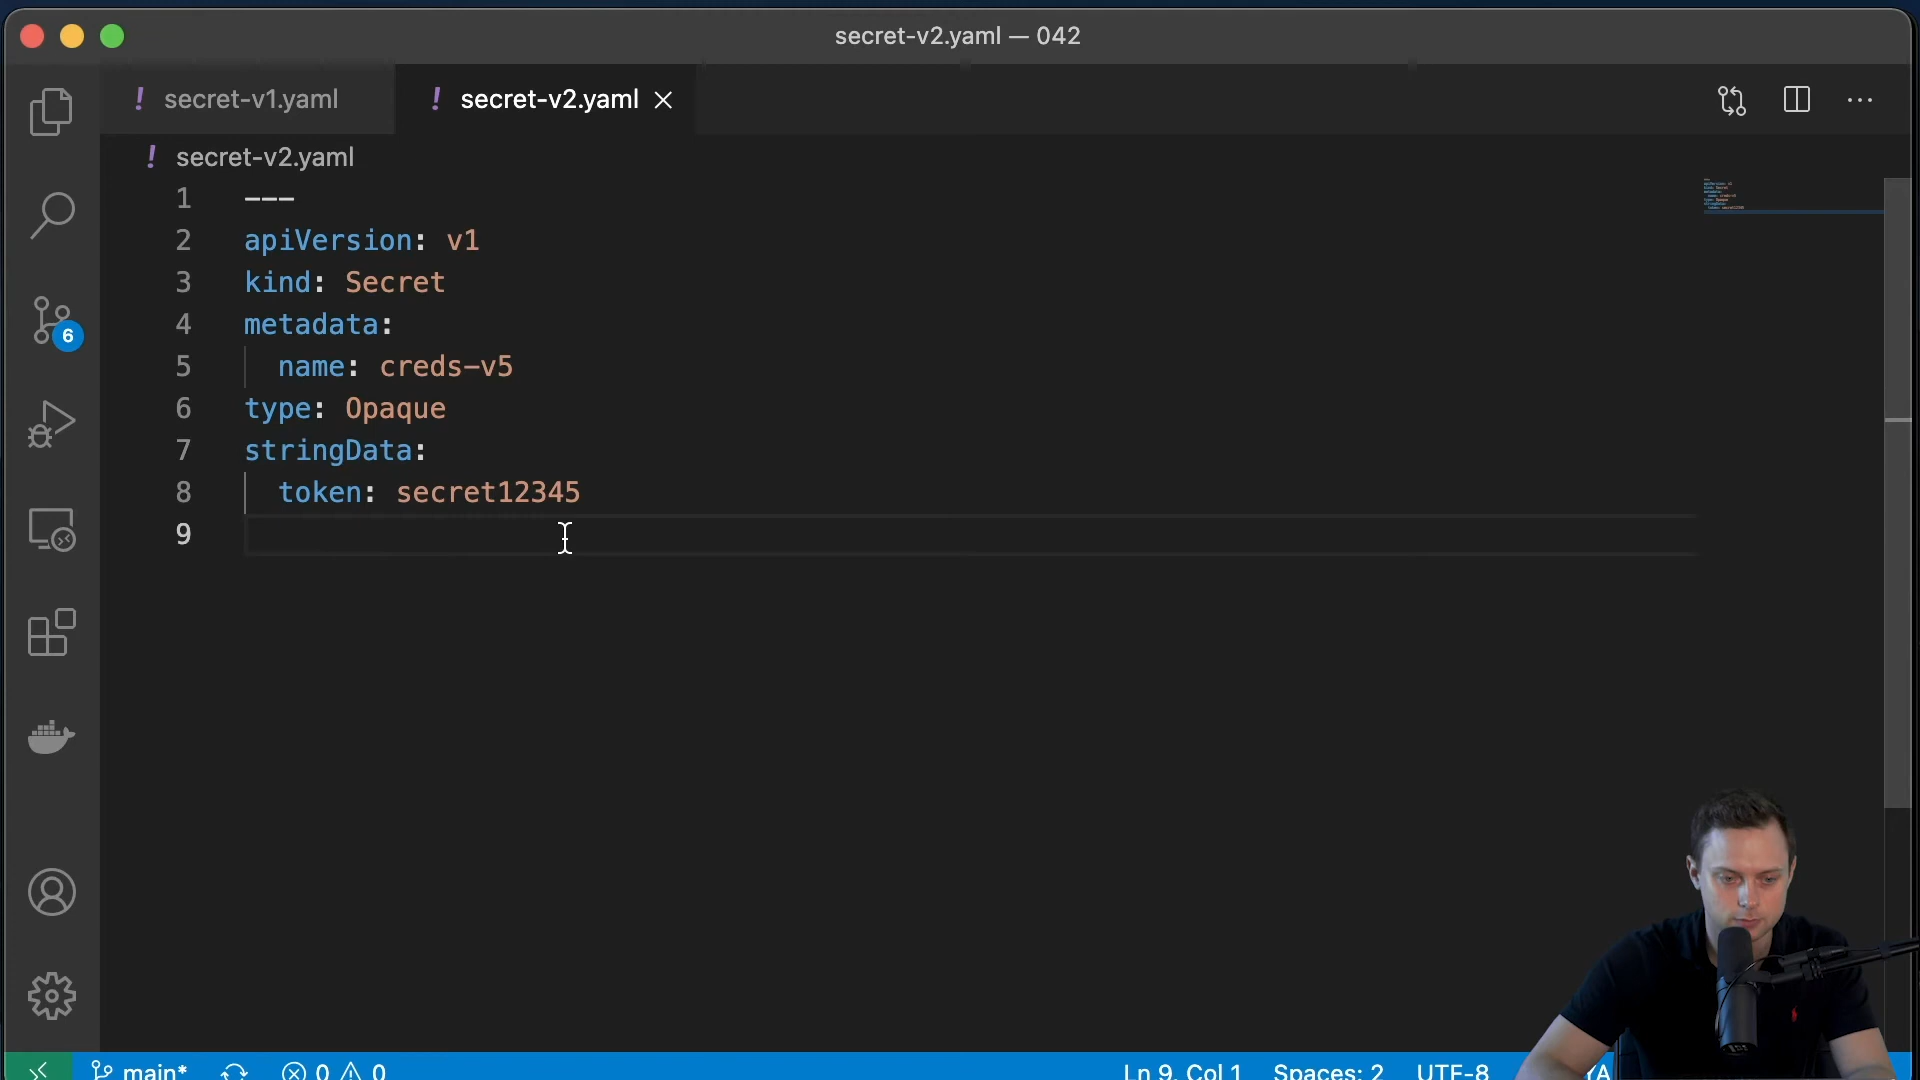 secret-v2.yaml — 042
! secret-v1.yaml
! secret-v2.yaml
! secret-v2.yaml
1 ---
2 apiVersion: v1
3 kind: Secret
4 metadata:
5 name: creds-v5
6 type: Opaque
7 stringData:
8 token: secret12345
9
6
main* 0 0 Ln 9, Col 1 Spaces: 2 UTF-8 YA